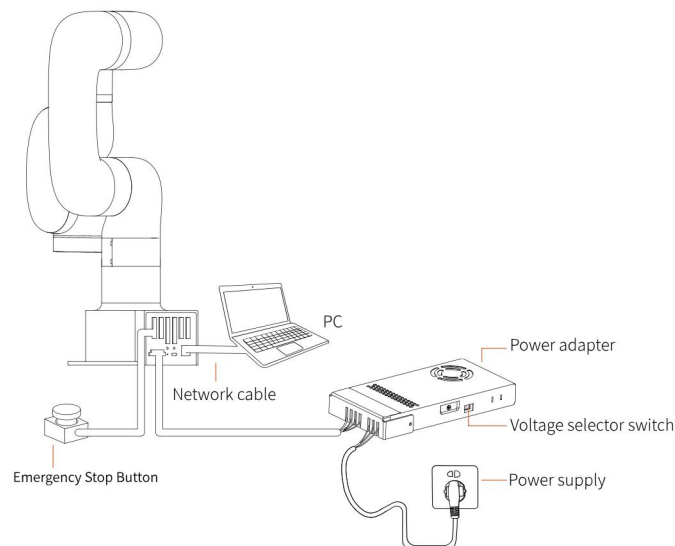 PC
Power adapter
Network cable
Voltage selector switch
Emergency Stop Button
Power supply